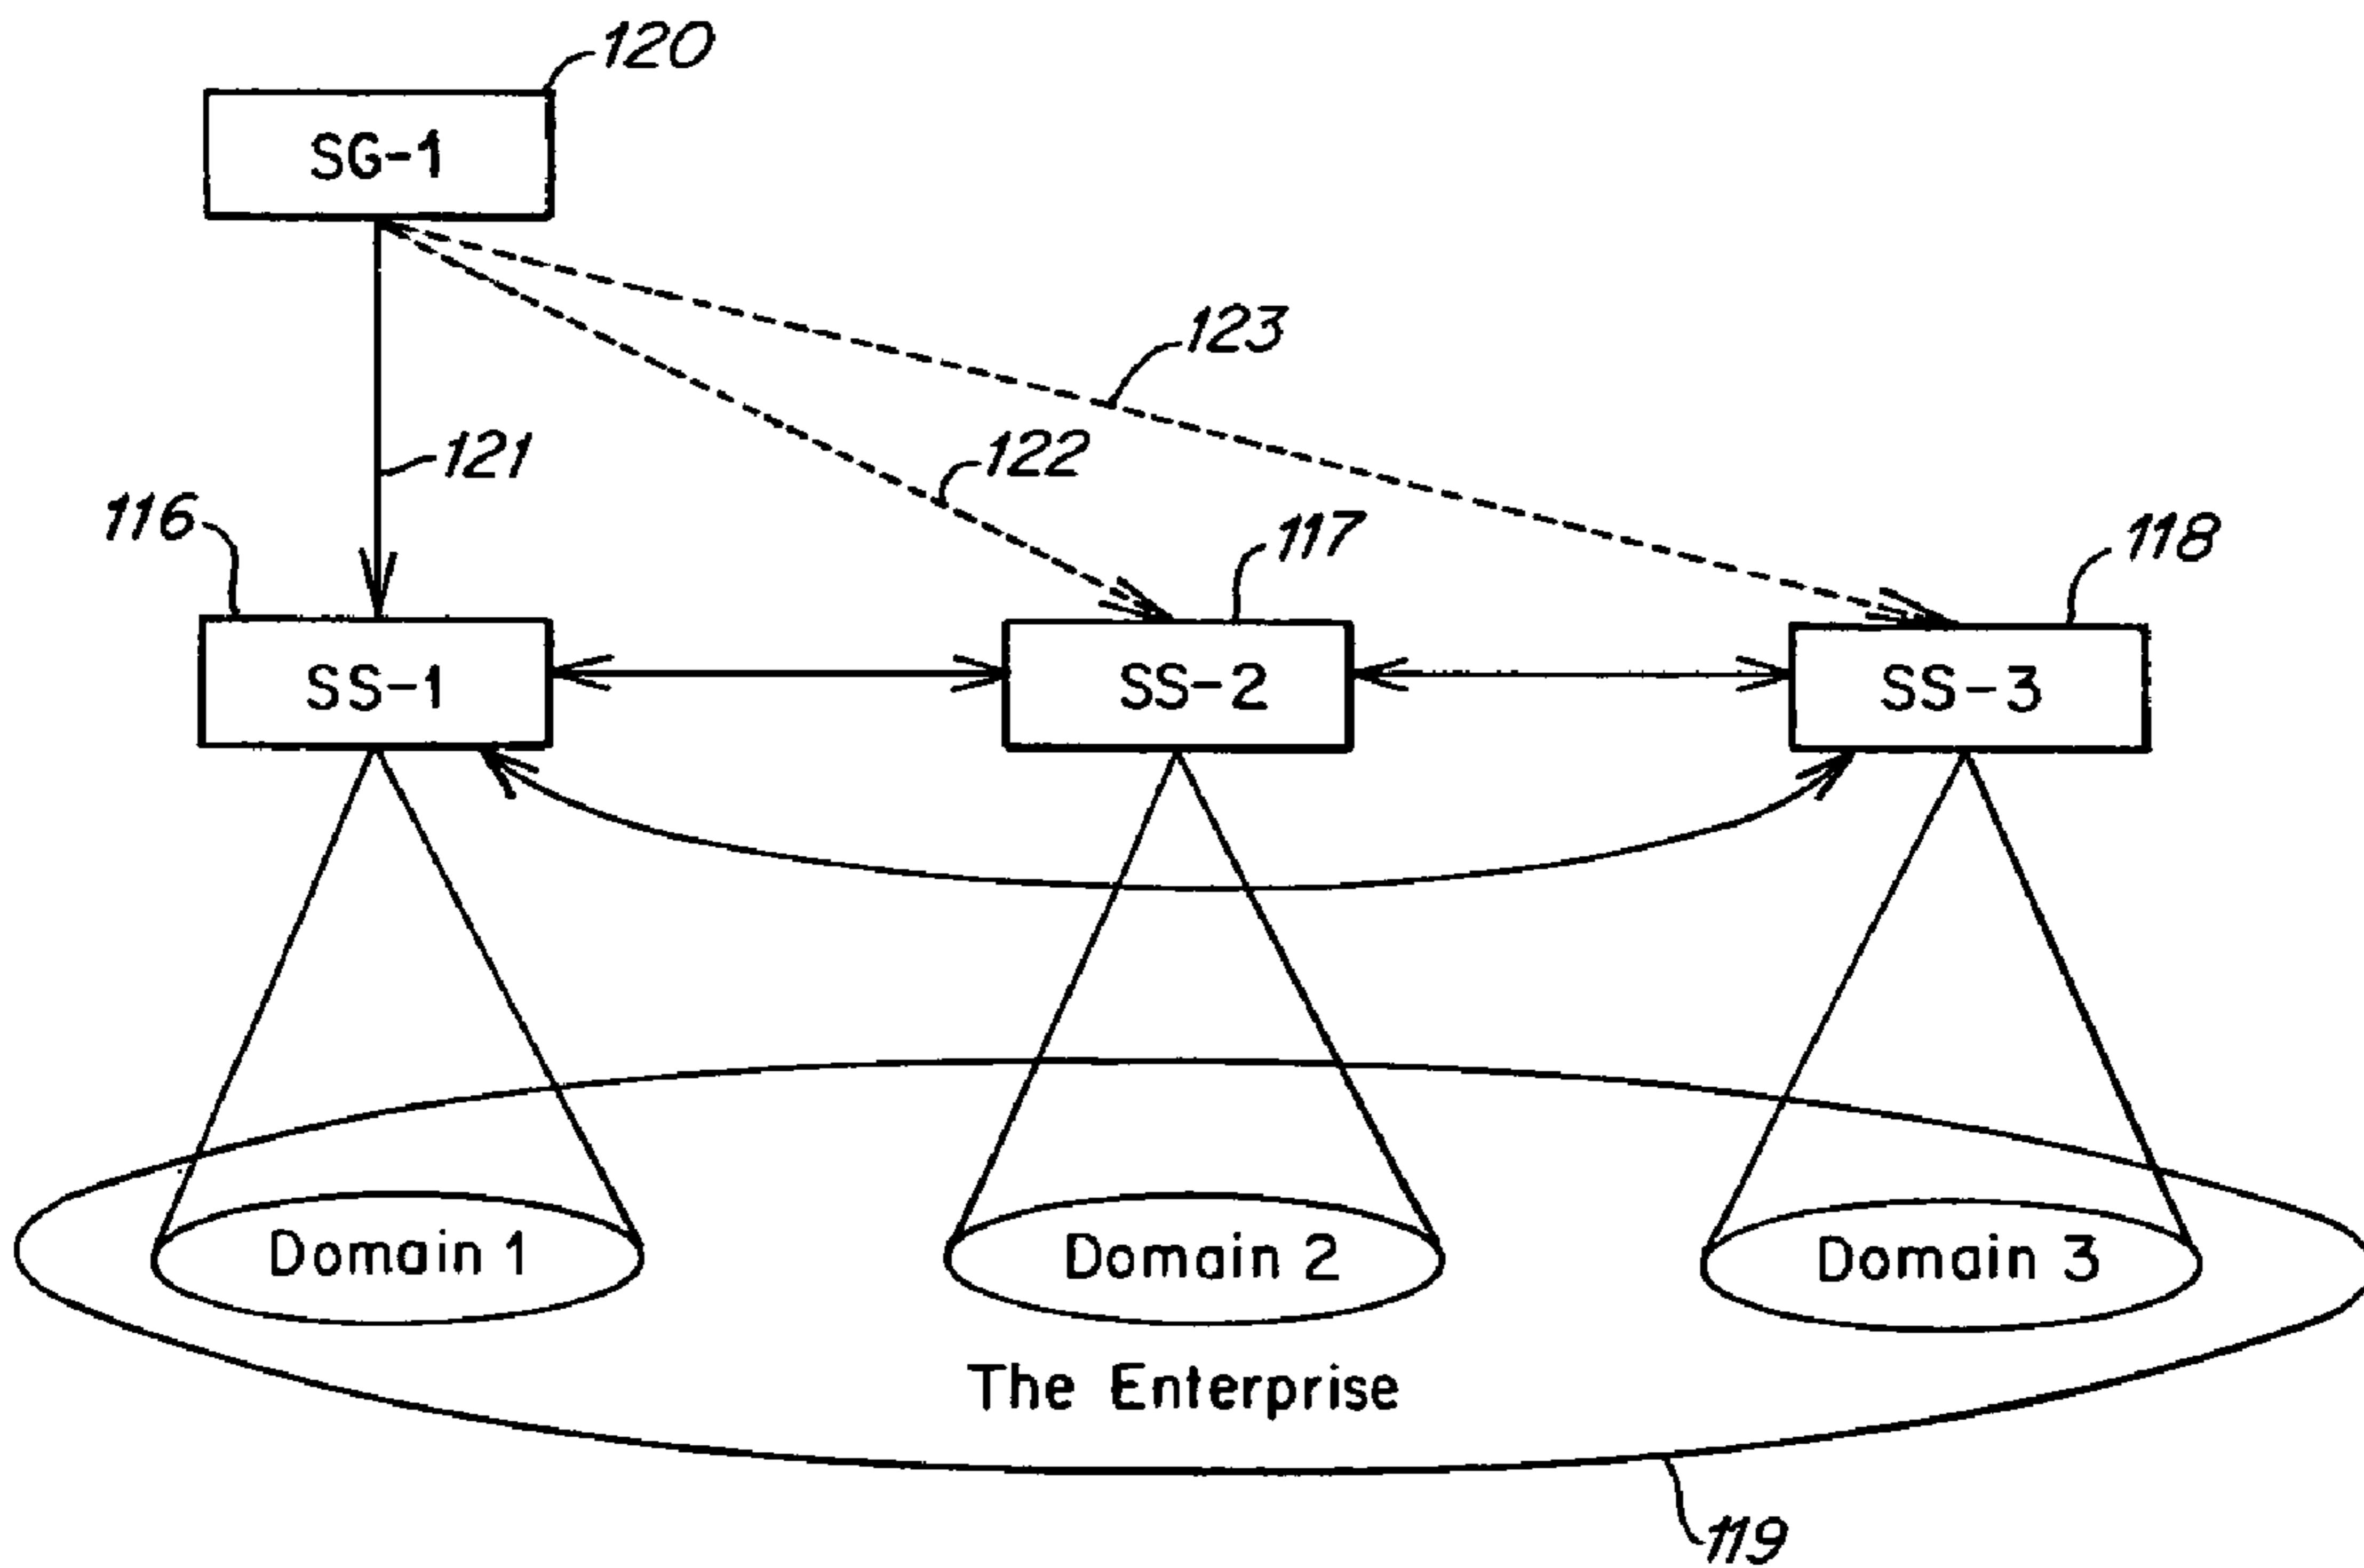 120
SG-1
123
121
122
116
117
118
SS-1
SS-2
SS-3
Domain 1
Domain 2
Domain 3
The Enterprise
119